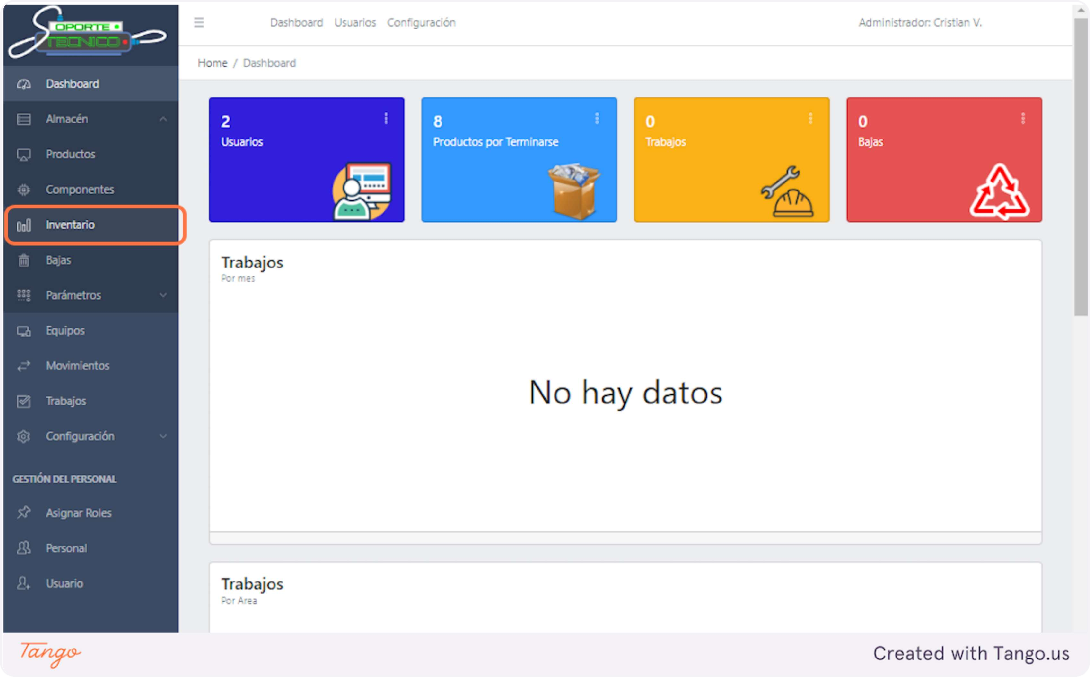 SOPORTE
TECNICO
Dashboard
Almacén
Productos
Componentes
Inventario
Bajas
Parámetros
Equipos
Movimientos
Trabajos
Configuración
GESTIÓN DEL PERSONAL
Asignar Roles
Personal
Usuario
Dashboard Usuarios Configuración
Administrador: Cristian V.
Home / Dashboard
2
Usuarios
8
Productos por Terminarse
0
Trabajos
0
Bajas
Trabajos
Por mes
No hay datos
Trabajos
Por Area
Tango
Created with Tango.us